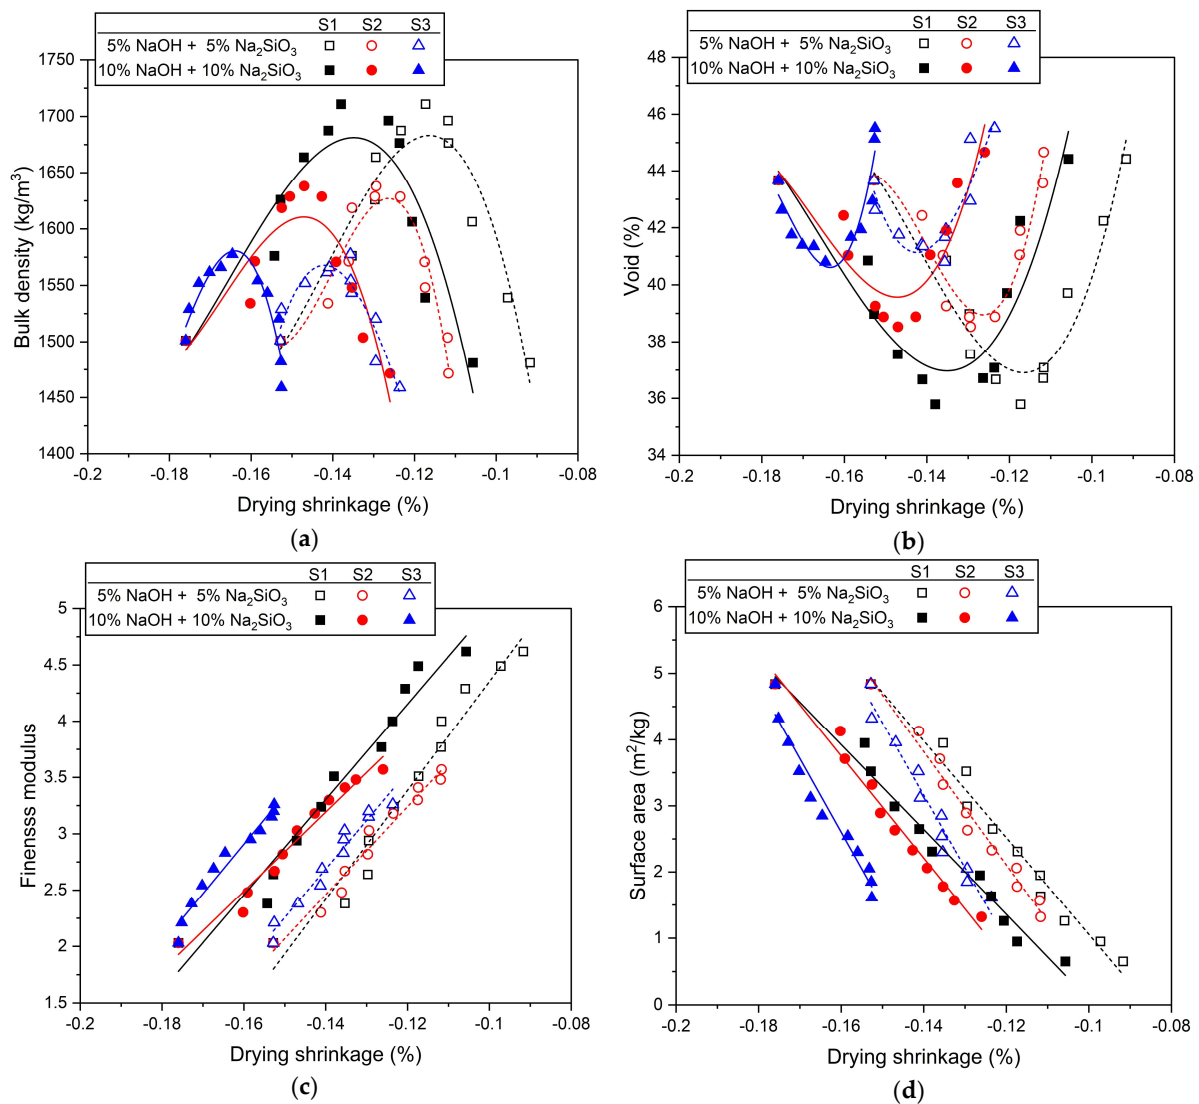 S1 S2 S3
5% NaOH + 5% Na₂SiO₃
10% NaOH + 10% Na₂SiO₃
1750
1700
1650
1600
1550
1500
1450
1400
Bulk density (kg/m³)
-0.2 -0.18 -0.16 -0.14 -0.12 -0.1 -0.08
Drying shrinkage (%)
(a)
S1 S2 S3
5% NaOH + 5% Na₂SiO₃
10% NaOH + 10% Na₂SiO₃
48
46
44
42
40
38
36
34
Void (%)
-0.2 -0.18 -0.16 -0.14 -0.12 -0.1 -0.08
Drying shrinkage (%)
(b)
S1 S2 S3
5% NaOH + 5% Na₂SiO₃
10% NaOH + 10% Na₂SiO₃
5
4.5
4
3.5
3
2.5
2
1.5
Finensss modulus
-0.2 -0.18 -0.16 -0.14 -0.12 -0.1 -0.08
Drying shrinkage (%)
(c)
S1 S2 S3
5% NaOH + 5% Na₂SiO₃
10% NaOH + 10% Na₂SiO₃
6
5
4
3
2
1
0
Surface area (m²/kg)
-0.2 -0.18 -0.16 -0.14 -0.12 -0.1 -0.08
Drying shrinkage (%)
(d)